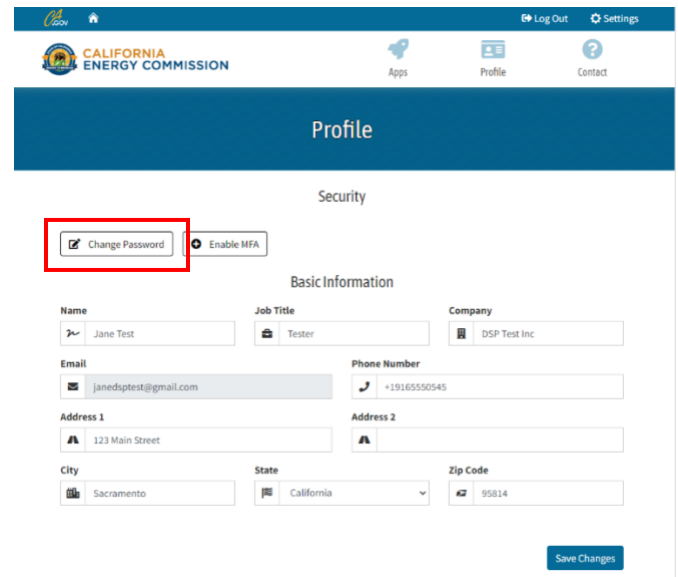 CA.GOV Log Out Settings
CALIFORNIA
ENERGY COMMISSION
Apps Profile Contact
Profile
Security
Change Password Enable MFA
Basic Information
Name Job Title Company
Jane Test Tester DSP Test Inc
Email Phone Number
janedsptest@gmail.com +19165550545
Address 1 Address 2
123 Main Street
City State Zip Code
Sacramento California 95814
Save Changes